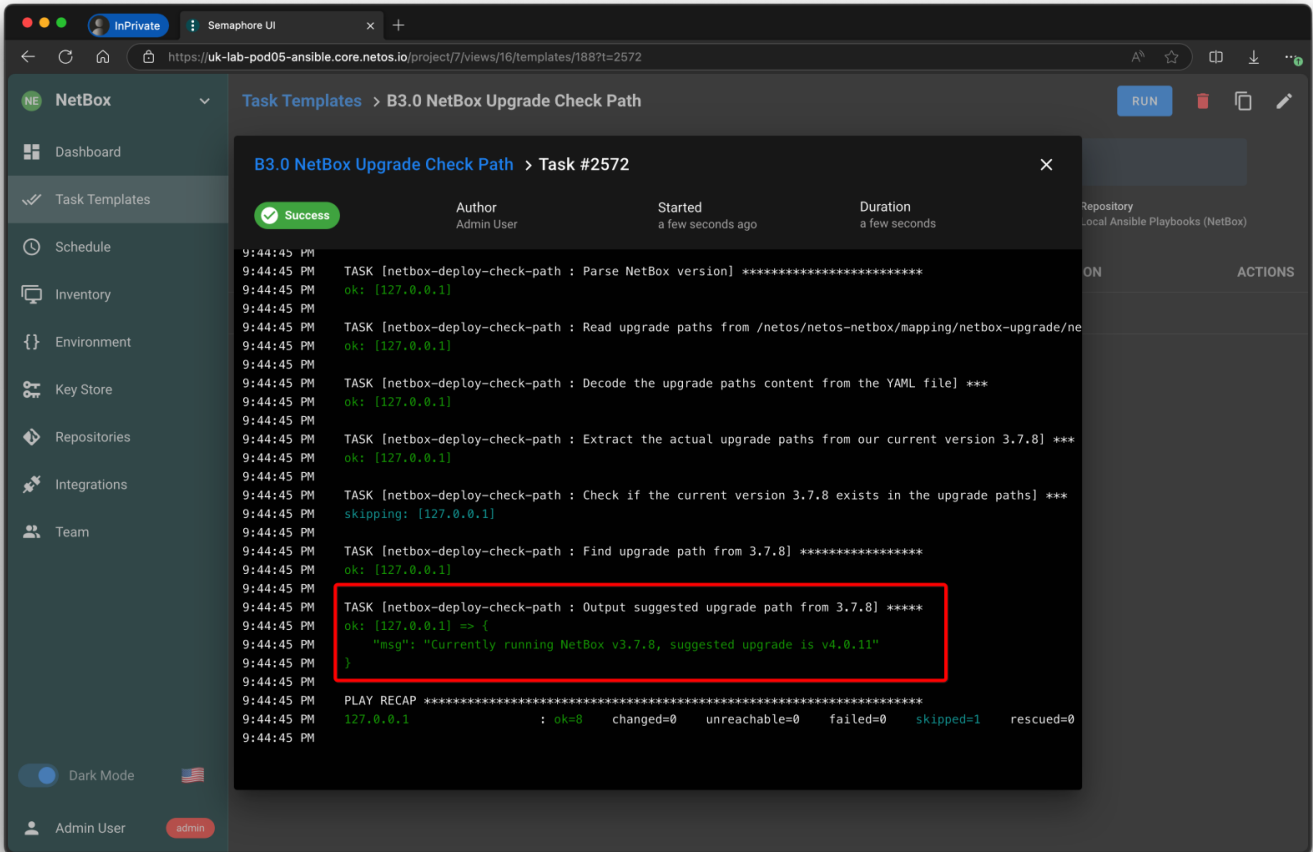 InPrivate
Semaphore UI
https://uk-lab-pod05-ansible.core.netos.io/project/7/views/16/templates/188?t=2572
NE NetBox
Task Templates > B3.0 NetBox Upgrade Check Path
RUN
Dashboard
Task Templates
Schedule
Inventory
Environment
Key Store
Repositories
Integrations
Team
Dark Mode
Admin User admin
Repository
Local Ansible Playbooks (NetBox)
ON ACTIONS
B3.0 NetBox Upgrade Check Path > Task #2572
Success
Author
Admin User
Started
a few seconds ago
Duration
a few seconds
9:44:45 PM
9:44:45 PM TASK [netbox-deploy-check-path : Parse NetBox version] *************************
9:44:45 PM ok: [127.0.0.1]
9:44:45 PM
9:44:45 PM TASK [netbox-deploy-check-path : Read upgrade paths from /netos/netos-netbox/mapping/netbox-upgrade/ne
9:44:45 PM ok: [127.0.0.1]
9:44:45 PM
9:44:45 PM TASK [netbox-deploy-check-path : Decode the upgrade paths content from the YAML file] ***
9:44:45 PM ok: [127.0.0.1]
9:44:45 PM
9:44:45 PM TASK [netbox-deploy-check-path : Extract the actual upgrade paths from our current version 3.7.8] ***
9:44:45 PM ok: [127.0.0.1]
9:44:45 PM
9:44:45 PM TASK [netbox-deploy-check-path : Check if the current version 3.7.8 exists in the upgrade paths] ***
9:44:45 PM skipping: [127.0.0.1]
9:44:45 PM
9:44:45 PM TASK [netbox-deploy-check-path : Find upgrade path from 3.7.8] *****************
9:44:45 PM ok: [127.0.0.1]
9:44:45 PM
9:44:45 PM TASK [netbox-deploy-check-path : Output suggested upgrade path from 3.7.8] *****
9:44:45 PM ok: [127.0.0.1] => {
9:44:45 PM "msg": "Currently running NetBox v3.7.8, suggested upgrade is v4.0.11"
9:44:45 PM }
9:44:45 PM
9:44:45 PM PLAY RECAP *********************************************************************
9:44:45 PM 127.0.0.1 : ok=8 changed=0 unreachable=0 failed=0 skipped=1 rescued=0
9:44:45 PM